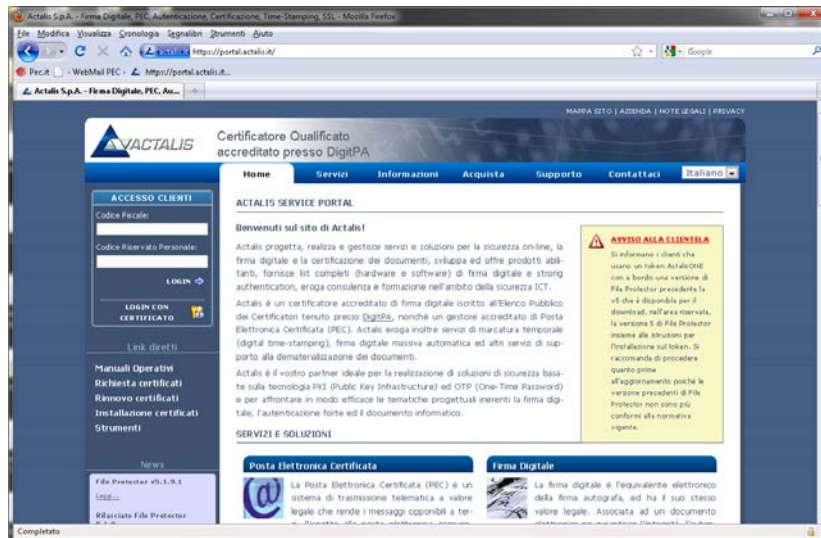 Actalis S.p.A. - Firma Digitale, PEC, Autenticazione, Certificazione, Time-Stamping, SSL - Mozilla Firefox
File Modifica Visualizza Cronologia Segnalibri Strumenti Aiuto
https://portal.actalis.it/
Google
Pec.it - WebMail PEC - https://portal.actalis.it...
Actalis S.p.A. - Firma Digitale, PEC, Au...
MAPPA SITO | AZIENDA | NOTE LEGALI | PRIVACY
ACTALIS
Certificatore Qualificato
accreditato presso DigitPA
Home Servizi Informazioni Acquista Supporto Contattaci Italiano
ACCESSO CLIENTI
Codice Fiscale:
Codice Riservato Personale:
LOGIN
LOGIN CON
CERTIFICATO
Link diretti
Manuali Operativi
Richiesta certificati
Rinnovo certificati
Installazione certificati
Strumenti
News
File Protector v5.1.9.1
Leggi...
Rilasciato File Protector
ACTALIS SERVICE PORTAL
Benvenuti sul sito di Actalis!
Actalis progetta, realizza e gestisce servizi e soluzioni per la sicurezza on-line, la
firma digitale e la certificazione dei documenti, sviluppa ed offre prodotti abili-
tanti, fornisce kit completi (hardware e software) di firma digitale e strong
authentication, eroga consulenza e formazione nell'ambito della sicurezza ICT.
Actalis è un certificatore accreditato di firma digitale iscritto all'Elenco Pubblico
dei Certificatori tenuto presso DigitPA, nonché un gestore accreditato di Posta
Elettronica Certificata (PEC). Actalis eroga inoltre servizi di marcatura temporale
(digital time-stamping), firma digitale massiva automatica ed altri servizi di sup-
porto alla dematerializzazione dei documenti.
Actalis è il vostro partner ideale per la realizzazione di soluzioni di sicurezza basa-
te sulla tecnologia PKI (Public Key Infrastructure) ed OTP (One-Time Password)
e per affrontare in modo efficace le tematiche progettuali inerenti la firma digi-
tale, l'autenticazione forte ed il documento informatico.
SERVIZI E SOLUZIONI
Posta Elettronica Certificata
La Posta Elettronica Certificata (PEC) è un
sistema di trasmissione telematica a valore
legale che rende i messaggi opponibili a ter-
Firma Digitale
La firma digitale è l'equivalente elettronico
della firma autografa, ed ha il suo stesso
valore legale. Associata ad un documento
AVVISO ALLA CLIENTELA
Si informano i clienti che
usano un token ActalisONE
con a bordo una versione di
File Protector precedente la
v5 che è disponibile per il
download, nell'area riservata,
la versione 5 di File Protector
insieme alle istruzioni per
l'installazione sul token. Si
raccomanda di procedere
quanto prima
all'aggiornamento poiché le
versione precedenti di File
Protector non sono più
conformi alla normativa
vigente.
Completato